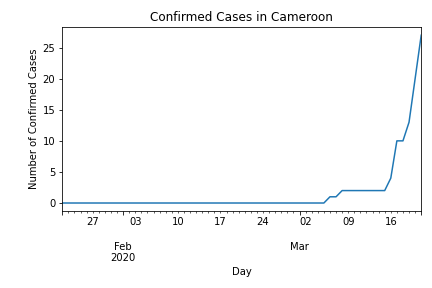 Confirmed Cases in Cameroon
Number of Confirmed Cases
25
20
15
10
5
0
27 03 10 17 24 02 09 16
Feb Mar
2020
Day